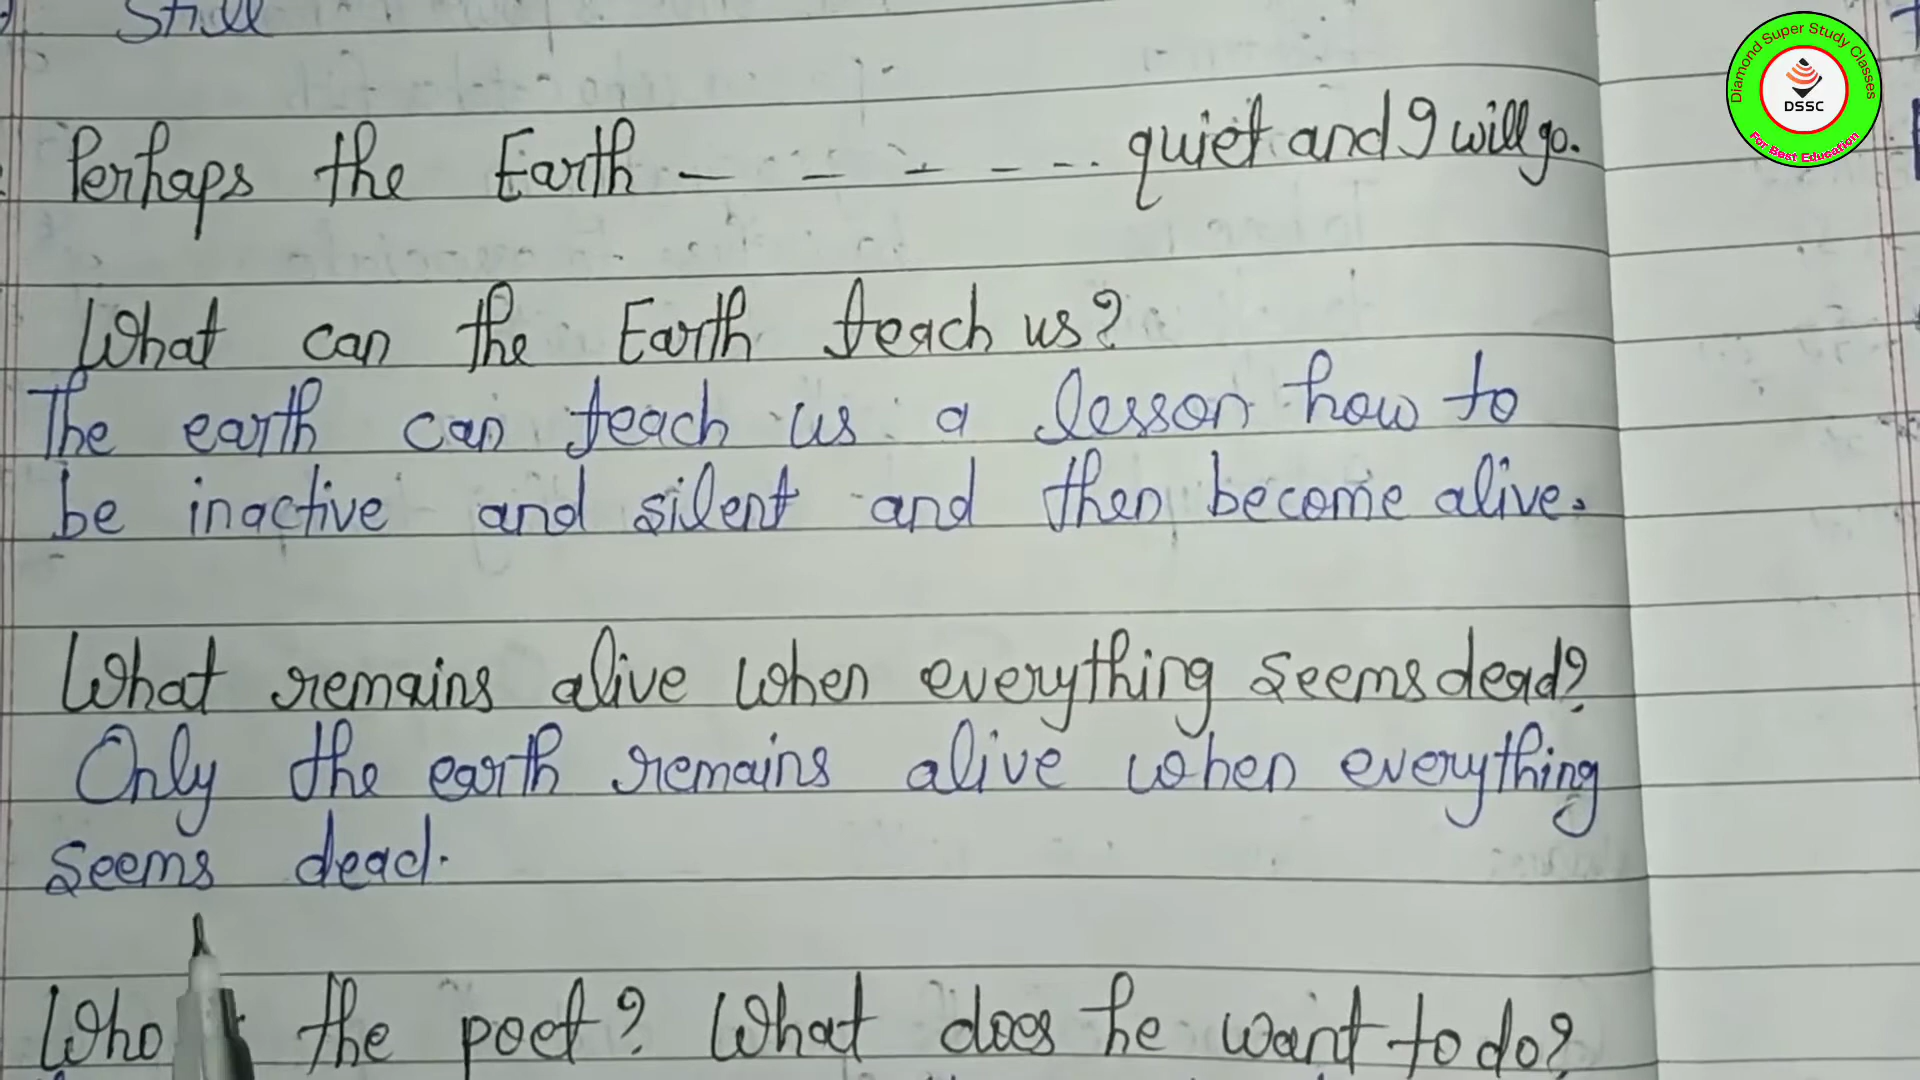 Still
Perhaps the Earth - - - - - .. quiet and I will go.
What can the Earth teach us?
The earth can teach us a lesson how to
be inactive and silent and then become alive.
What remains alive when everything seems dead?
Only the earth remains alive when everything
seems dead.
Who the poet? What does he want to do?
Diamond Super Study Classes
DSSC
For Best Education